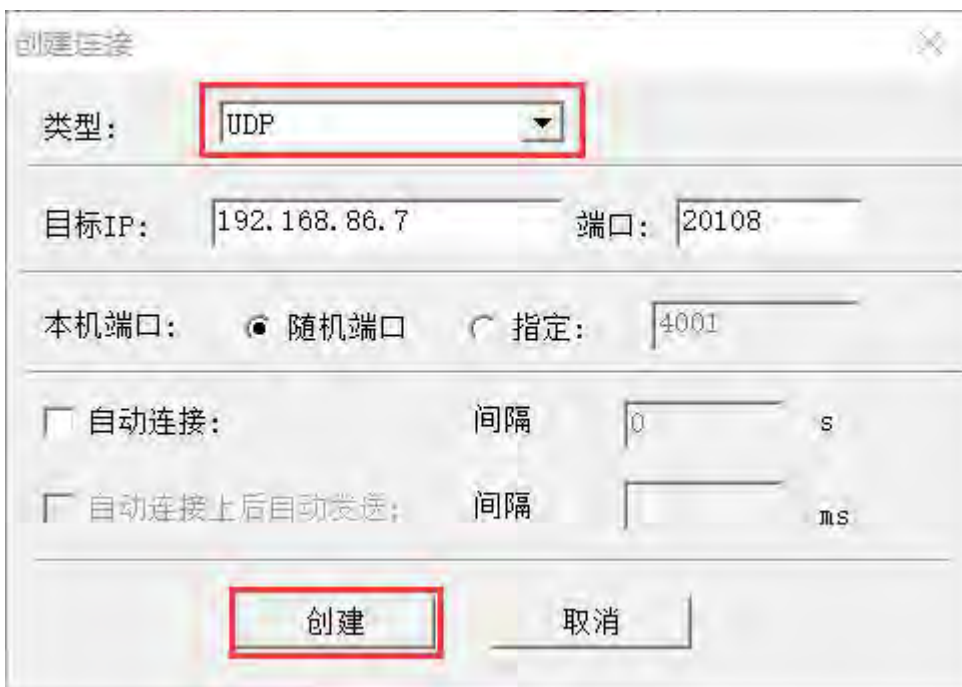 创建连接
类型: UDP
目标IP: 192.168.86.7 端口: 20108
本机端口: 随机端口 指定: 4001
自动连接: 间隔 0 s
自动连接上后自动发送: 间隔 ms
创建 取消